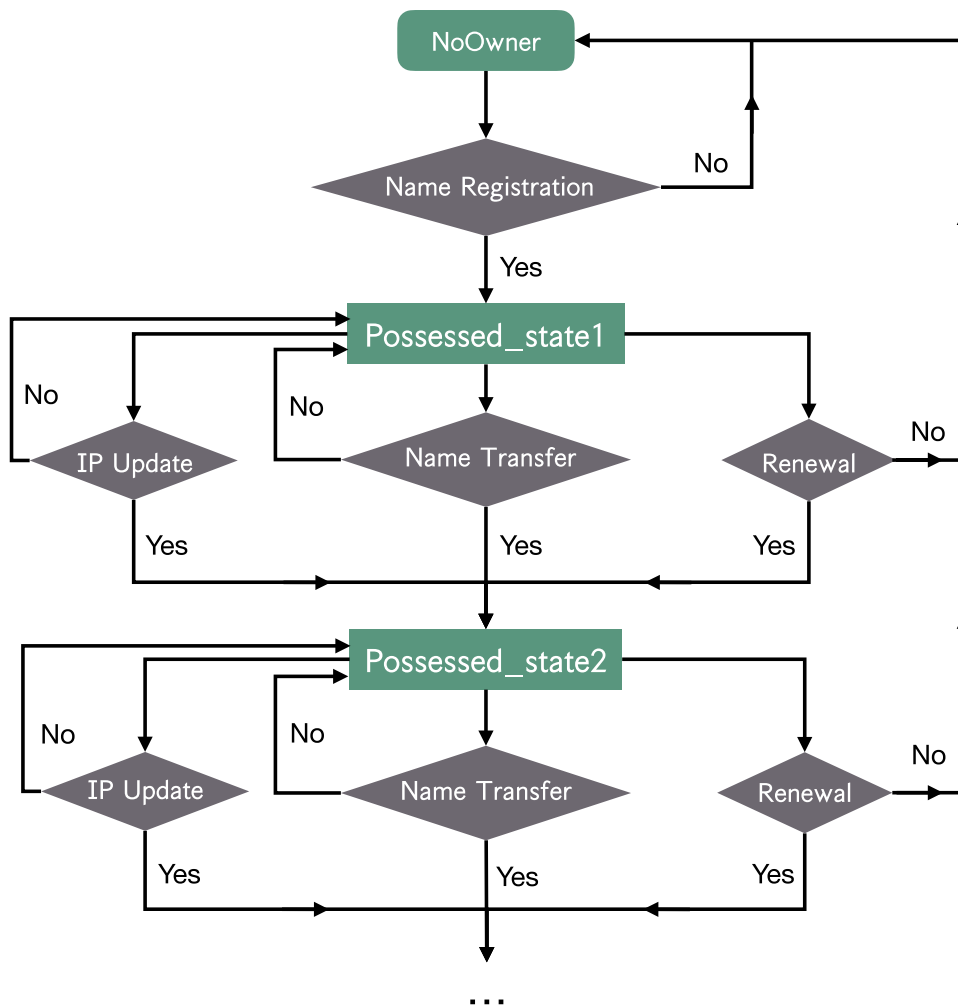 NoOwner
Name Registration
No
Yes
Possessed_state1
No
No
IP Update
Name Transfer
Renewal
No
Yes
Yes
Yes
Possessed_state2
No
No
IP Update
Name Transfer
Renewal
No
Yes
Yes
Yes
...